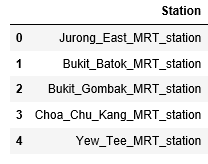 Station
0 Jurong_East_MRT_station
1 Bukit_Batok_MRT_station
2 Bukit_Gombak_MRT_station
3 Choa_Chu_Kang_MRT_station
4 Yew_Tee_MRT_station